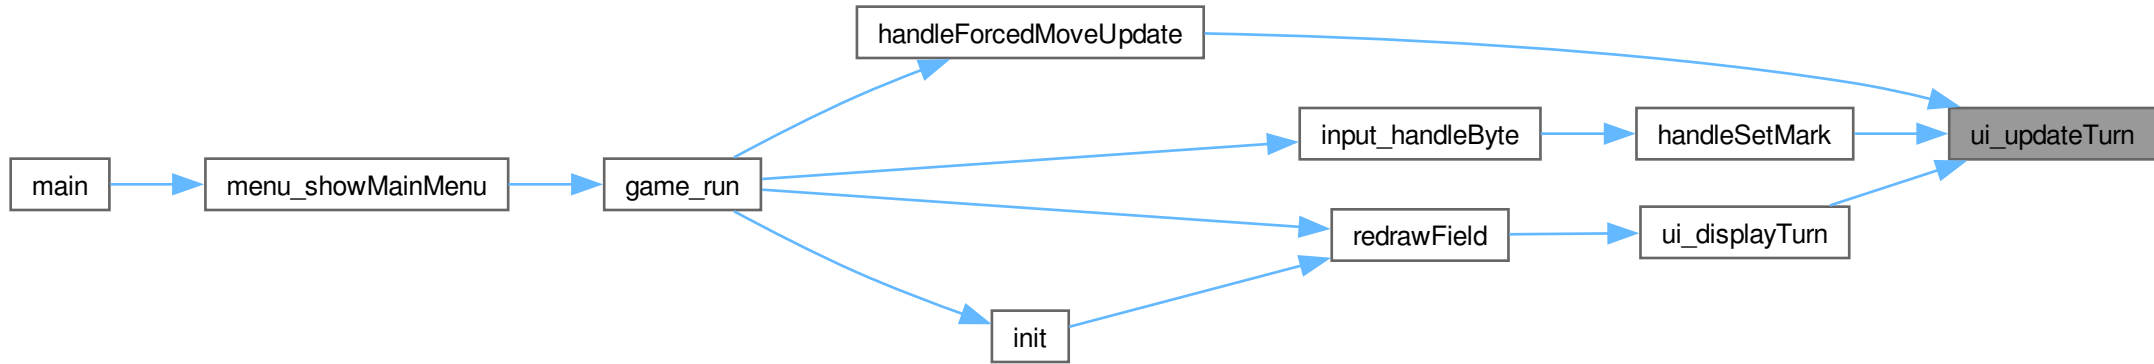 handleForcedMoveUpdate
input_handleByte
handleSetMark
ui_updateTurn
main
menu_showMainMenu
game_run
redrawField
ui_displayTurn
init